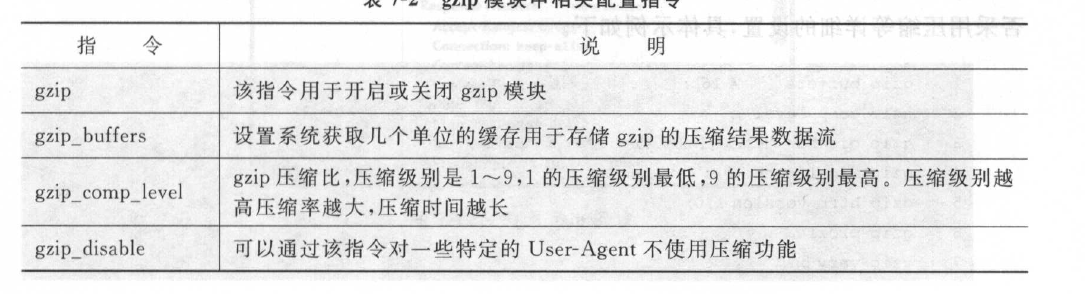 表 7-2 gzip 模块中相关配置指令
指 令 说 明
gzip 该指令用于开启或关闭 gzip 模块
gzip_buffers 设置系统获取几个单位的缓存用于存储 gzip 的压缩结果数据流
gzip_comp_level gzip 压缩比,压缩级别是 1～9,1 的压缩级别最低,9 的压缩级别最高。压缩级别越
高压缩率越大,压缩时间越长
gzip_disable 可以通过该指令对一些特定的 User-Agent 不使用压缩功能